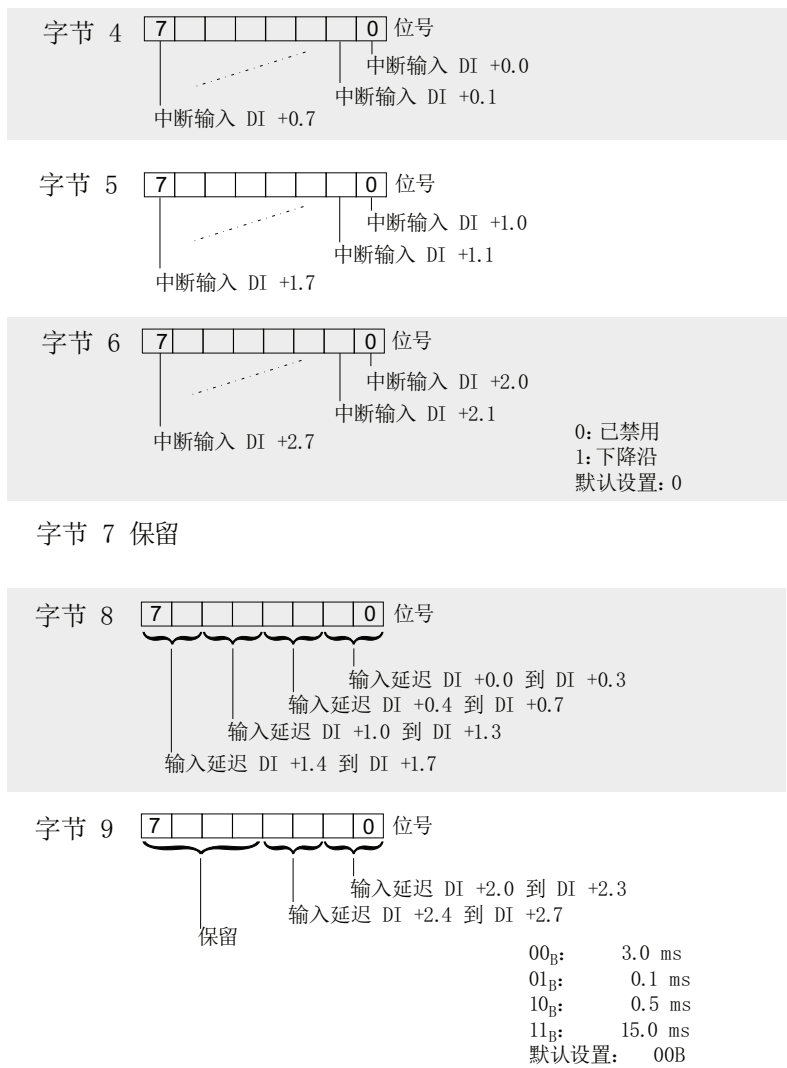 字节 4 7 0 位号
中断输入 DI +0.0
中断输入 DI +0.1
中断输入 DI +0.7
字节 5 7 0 位号
中断输入 DI +1.0
中断输入 DI +1.1
中断输入 DI +1.7
字节 6 7 0 位号
中断输入 DI +2.0
中断输入 DI +2.1
中断输入 DI +2.7
0: 已禁用
1: 下降沿
默认设置: 0
字节 7 保留
字节 8 7 0 位号
输入延迟 DI +0.0 到 DI +0.3
输入延迟 DI +0.4 到 DI +0.7
输入延迟 DI +1.0 到 DI +1.3
输入延迟 DI +1.4 到 DI +1.7
字节 9 7 0 位号
输入延迟 DI +2.0 到 DI +2.3
输入延迟 DI +2.4 到 DI +2.7
保留
00B: 3.0 ms
01B: 0.1 ms
10B: 0.5 ms
11B: 15.0 ms
默认设置: 00B